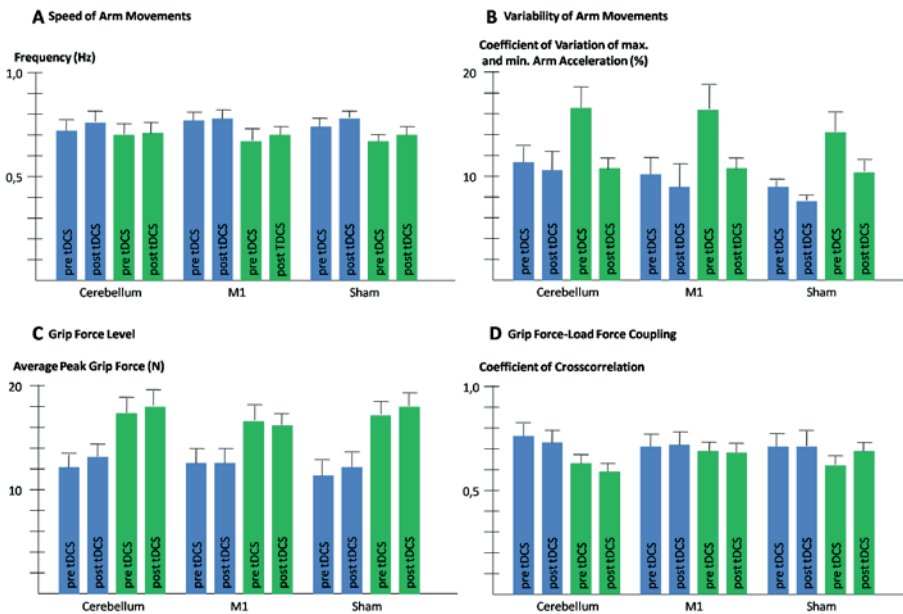 A Speed of Arm Movements
Frequency (Hz)
1,0
0,5
pre tDCS
post tDCS
pre tDCS
post tDCS
pre tDCS
post tDCS
pre tDCS
post TDCS
pre tDCS
post tDCS
pre tDCS
post tDCS
Cerebellum M1 Sham
B Variability of Arm Movements
Coefficient of Variation of max.
and min. Arm Acceleration (%)
20
10
pre tDCS
post tDCS
pre tDCS
post tDCS
pre tDCS
post tDCS
pre tDCS
post tDCS
pre tDCS
post tDCS
pre tDCS
post tDCS
Cerebellum M1 Sham
C Grip Force Level
Average Peak Grip Force (N)
20
10
pre tDCS
post tDCS
pre tDCS
post tDCS
pre tDCS
post tDCS
pre tDCS
post tDCS
pre tDCS
post tDCS
pre tDCS
post tDCS
Cerebellum M1 Sham
D Grip Force-Load Force Coupling
Coefficient of Crosscorrelation
1,0
0,5
pre tDCS
post tDCS
pre tDCS
post tDCS
pre tDCS
post tDCS
pre tDCS
post tDCS
pre tDCS
post tDCS
pre tDCS
post tDCS
Cerebellum M1 Sham